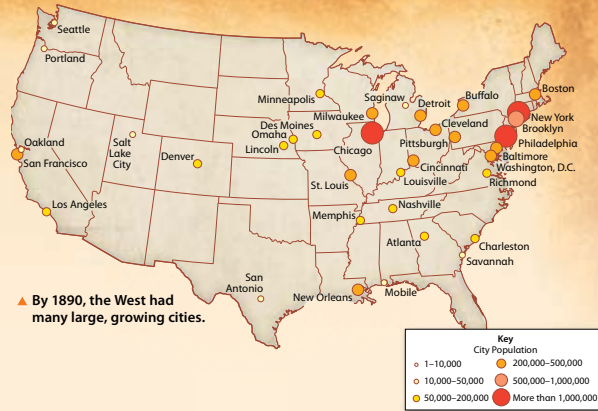 Seattle
Portland
Minneapolis
Saginaw
Buffalo
Boston
Milwaukee
Detroit
New York
Des Moines
Cleveland
Brooklyn
Oakland
Salt
Lake
City
Omaha
Pittsburgh
Philadelphia
San Francisco
Denver
Lincoln
Chicago
Baltimore
Cincinnati
Washington, D.C.
St. Louis
Louisville
Richmond
Los Angeles
Nashville
Memphis
Atlanta
Charleston
Savannah
San
Antonio
New Orleans
Mobile
▲ By 1890, the West had
many large, growing cities.
Key
City Population
1–10,000
10,000–50,000
50,000–200,000
200,000–500,000
500,000–1,000,000
More than 1,000,000